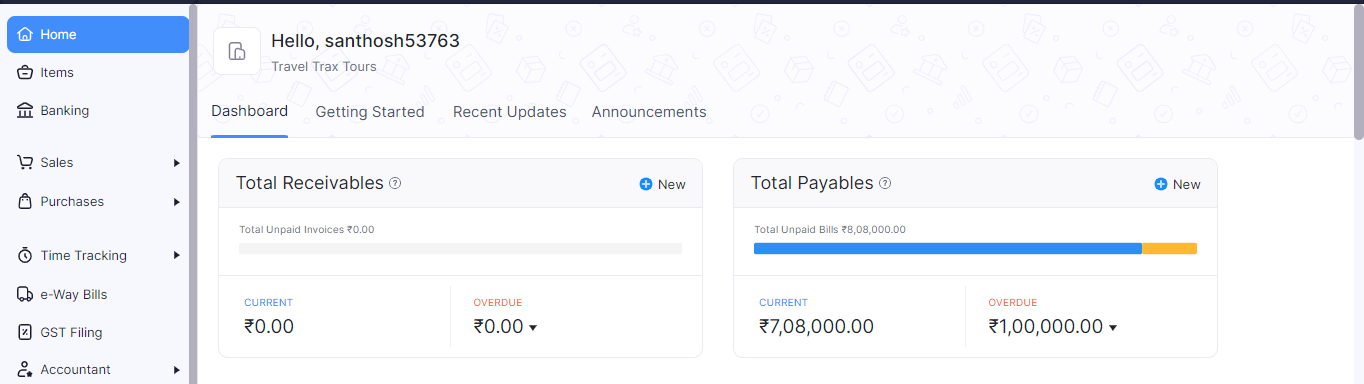 Home
Items
Banking
Sales
Purchases
Time Tracking
e-Way Bills
GST Filing
Accountant
Hello, santhosh53763
Travel Trax Tours
Dashboard Getting Started Recent Updates Announcements
Total Receivables New
Total Unpaid Invoices ₹0.00
CURRENT OVERDUE
₹0.00 ₹0.00
Total Payables New
Total Unpaid Bills ₹8,08,000.00
CURRENT OVERDUE
₹7,08,000.00 ₹1,00,000.00